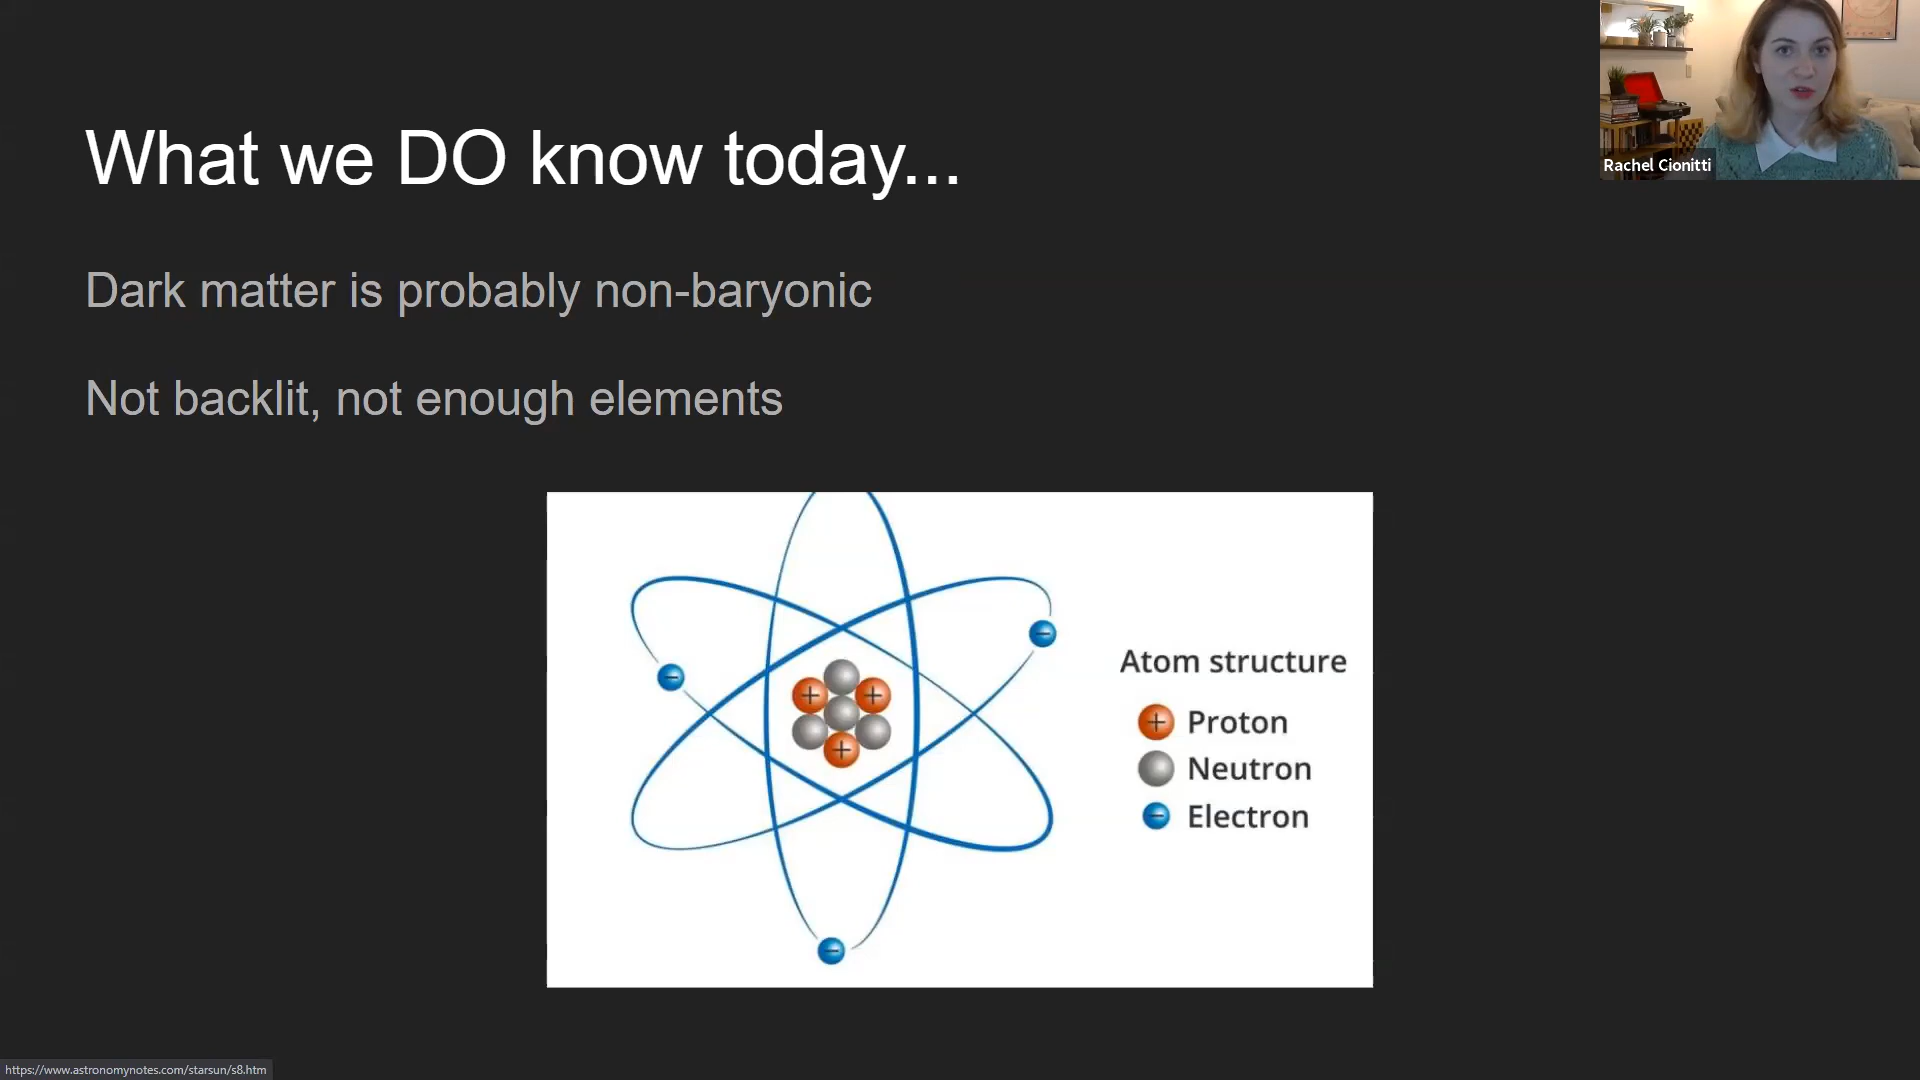 What we DO know today...
Rachel Cionitti
Dark matter is probably non-baryonic
Not backlit, not enough elements
Atom structure
+ Proton
Neutron
− Electron
https://www.astronomynotes.com/starsun/s8.htm